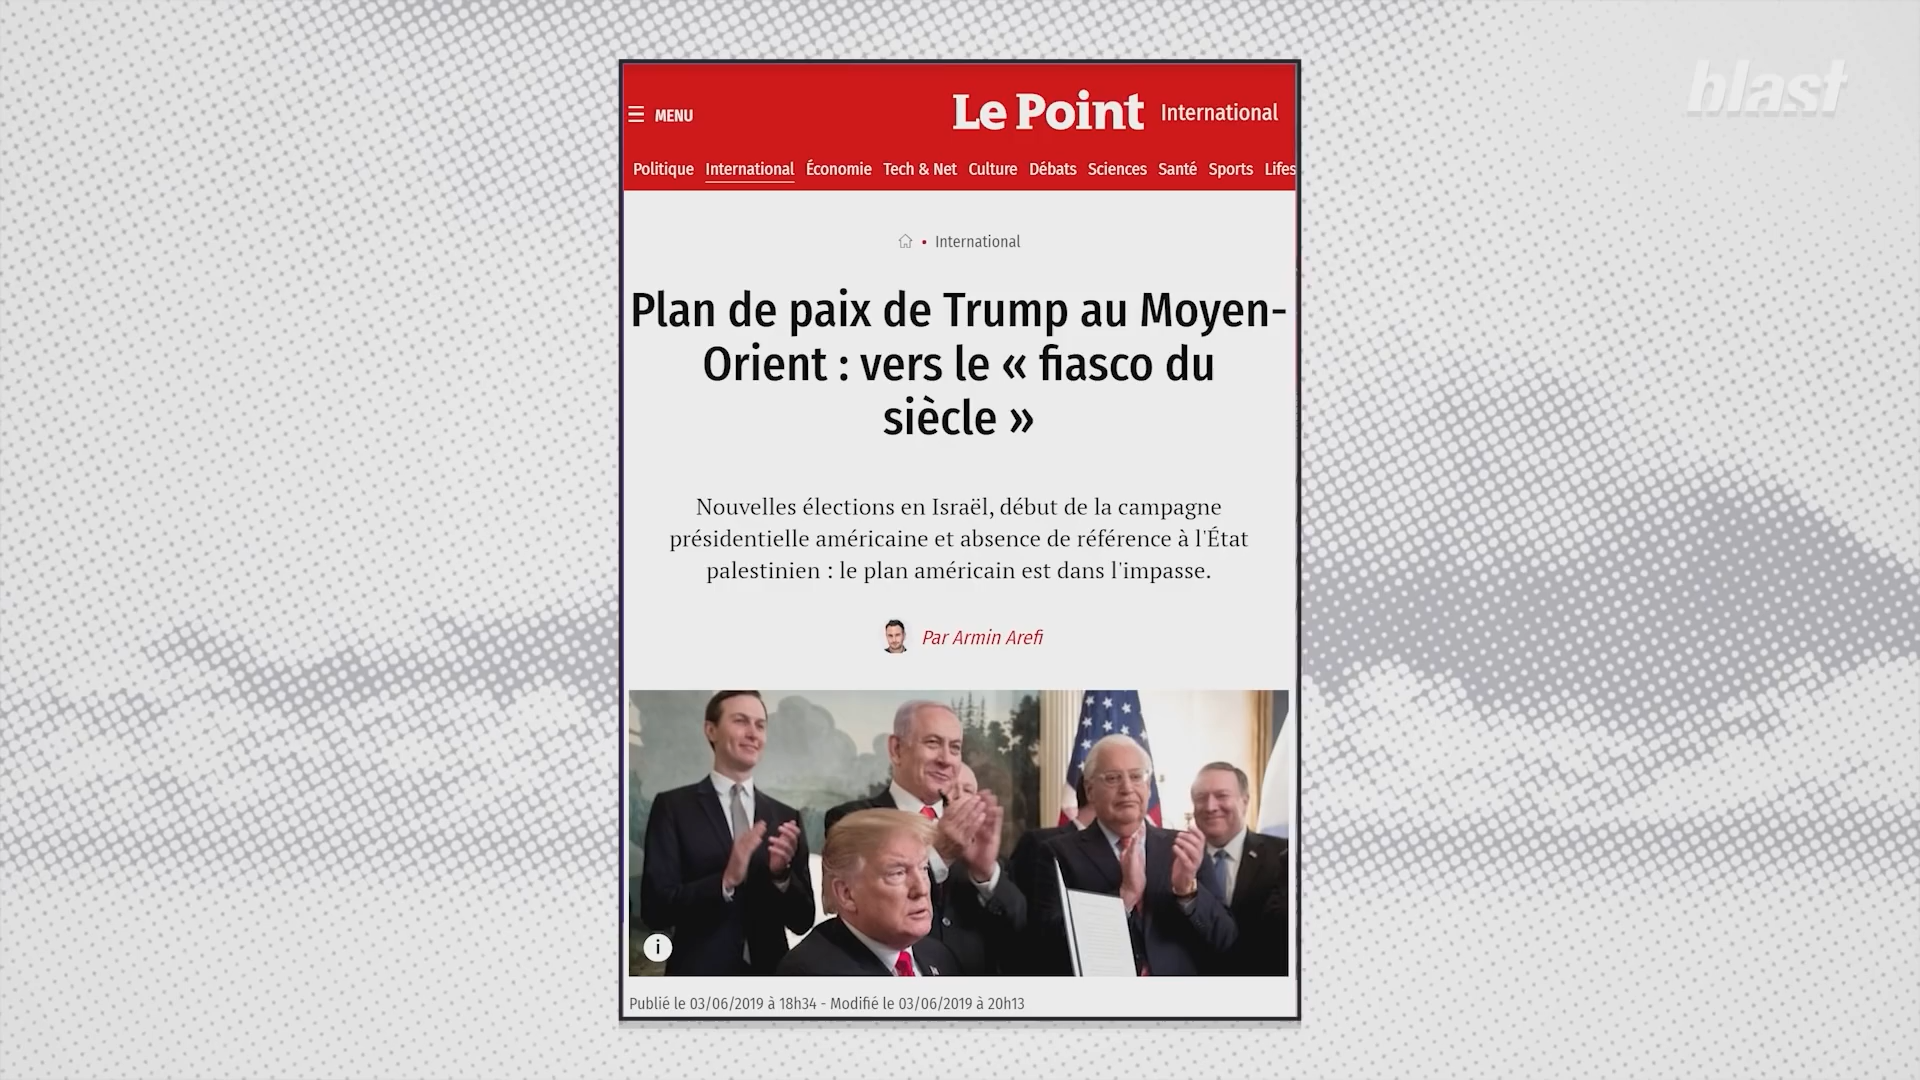 blast
MENU
Le Point International
Politique International Économie Tech & Net Culture Débats Sciences Santé Sports Lifes
• International
Plan de paix de Trump au Moyen-
Orient : vers le « fiasco du
siècle »
Nouvelles élections en Israël, début de la campagne
présidentielle américaine et absence de référence à l'État
palestinien : le plan américain est dans l'impasse.
Par Armin Arefi
i
Publié le 03/06/2019 à 18h34 - Modifié le 03/06/2019 à 20h13